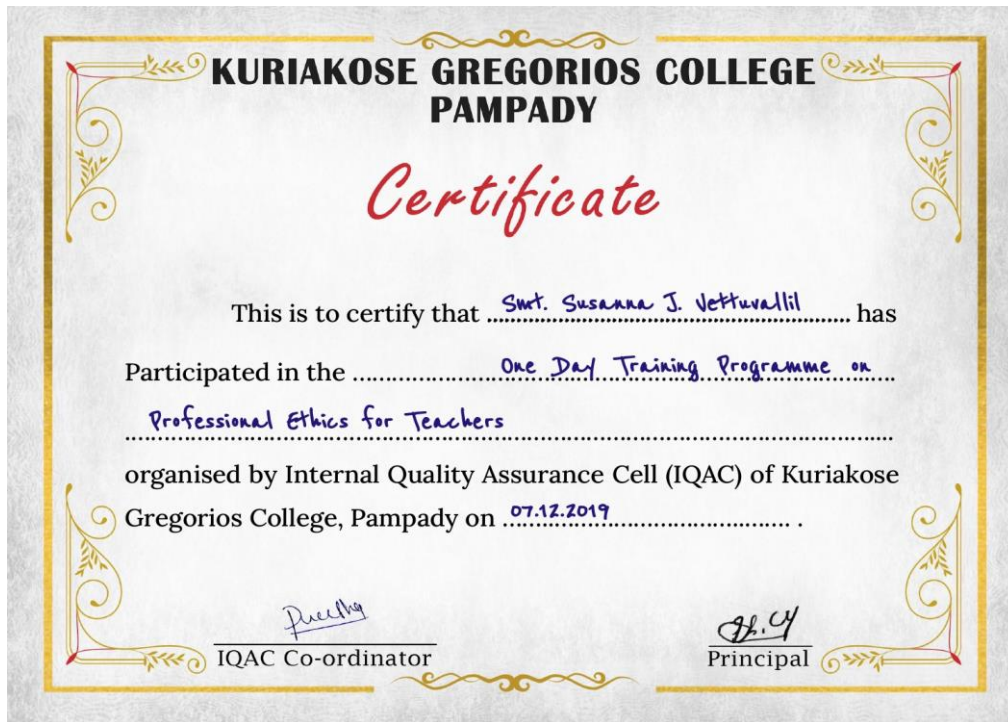 KURIAKOSE GREGORIOS COLLEGE
PAMPADY
Certificate
This is to certify that Smt. Susanna J. Vettuvallil has
Participated in the One Day Training Programme on
Professional Ethics for Teachers
organised by Internal Quality Assurance Cell (IQAC) of Kuriakose
Gregorios College, Pampady on 07.12.2019 .
IQAC Co-ordinator
Principal